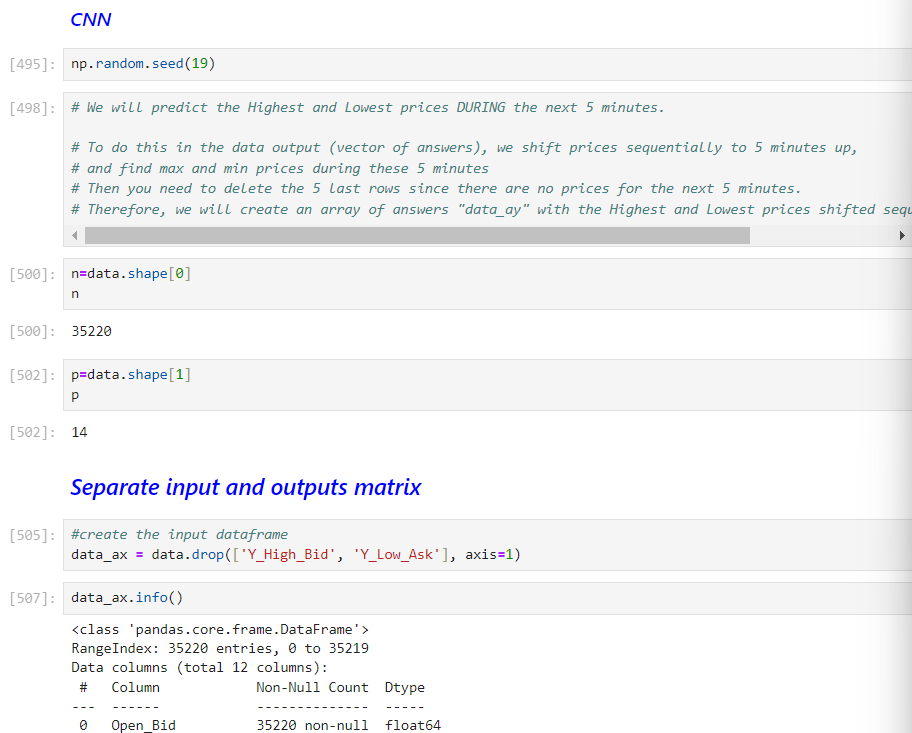 CNN
[495]: np.random.seed(19)
[498]: # We will predict the Highest and Lowest prices DURING the next 5 minutes.
# To do this in the data output (vector of answers), we shift prices sequentially to 5 minutes up,
# and find max and min prices during these 5 minutes
# Then you need to delete the 5 last rows since there are no prices for the next 5 minutes.
# Therefore, we will create an array of answers "data_ay" with the Highest and Lowest prices shifted sequ
[500]: n=data.shape[0]
n
[500]: 35220
[502]: p=data.shape[1]
p
[502]: 14
Separate input and outputs matrix
[505]: #create the input dataframe
data_ax = data.drop(['Y_High_Bid', 'Y_Low_Ask'], axis=1)
[507]: data_ax.info()
<class 'pandas.core.frame.DataFrame'>
RangeIndex: 35220 entries, 0 to 35219
Data columns (total 12 columns):
# Column Non-Null Count Dtype
--- ------ -------------- -----
0 Open_Bid 35220 non-null float64